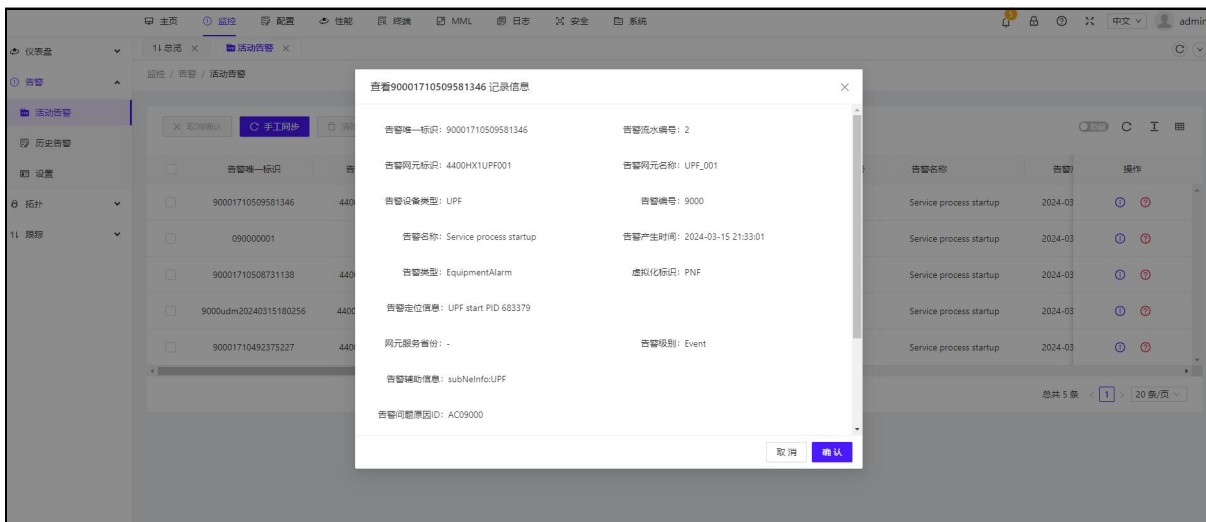 主页 监控 配置 性能 终端 MML 日志 安全 系统 5 中文 admin
仪表盘 总览 活动告警
告警 监控 / 告警 / 活动告警
活动告警
历史告警
设置
拓扑
跟踪
取消确认 手工同步
查看90001710509581346 记录信息
告警唯一标识: 90001710509581346 告警流水编号: 2
告警网元标识: 4400HX1UPF001 告警网元名称: UPF_001
告警设备类型: UPF 告警编号: 9000
告警名称: Service process startup 告警产生时间: 2024-03-15 21:33:01
告警类型: EquipmentAlarm 虚拟化标识: PNF
告警定位信息: UPF start PID 683379
网元服务省份: - 告警级别: Event
告警辅助信息: subNeInfo:UPF
告警问题原因ID: AC09000
取消 确认
告警唯一标识 告警名称 操作
90001710509581346 440 Service process startup 2024-03
090000001 Service process startup 2024-03
90001710508731138 440 Service process startup 2024-03
9000udm20240315180256 4400 Service process startup 2024-03
90001710492375227 440 Service process startup 2024-03
总共 5 条 < 1 > 20 条/页